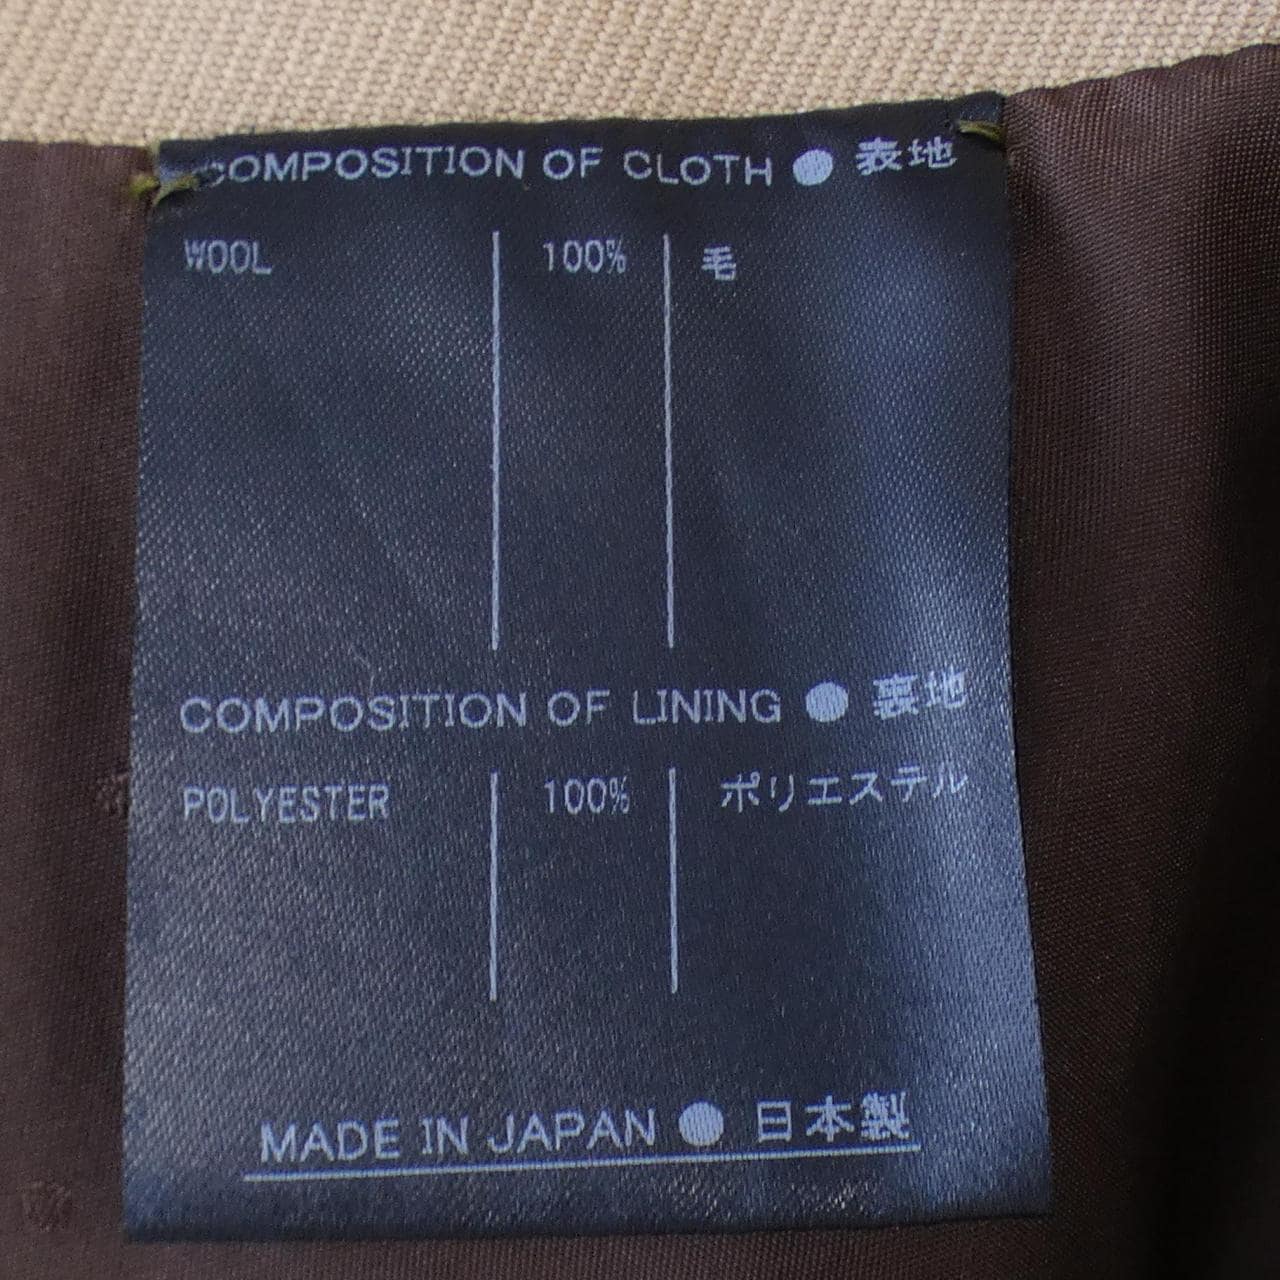 COMPOSITION OF CLOTH ● 表地
WOOL 100% 毛
COMPOSITION OF LINING ● 裏地
POLYESTER 100% ポリエステル
MADE IN JAPAN ● 日本製